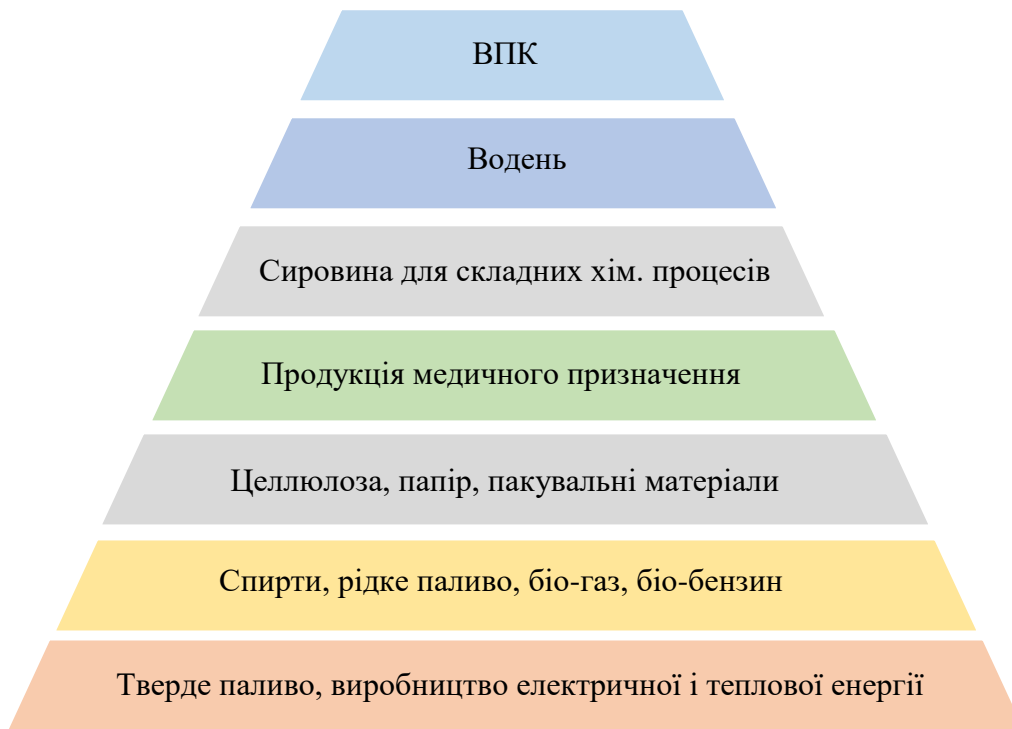 ВПК
Водень
Сировина для складних хім. процесів
Продукція медичного призначення
Целлюлоза, папір, пакувальні матеріали
Спирти, рідке паливо, біо-газ, біо-бензин
Тверде паливо, виробництво електричної і теплової енергії